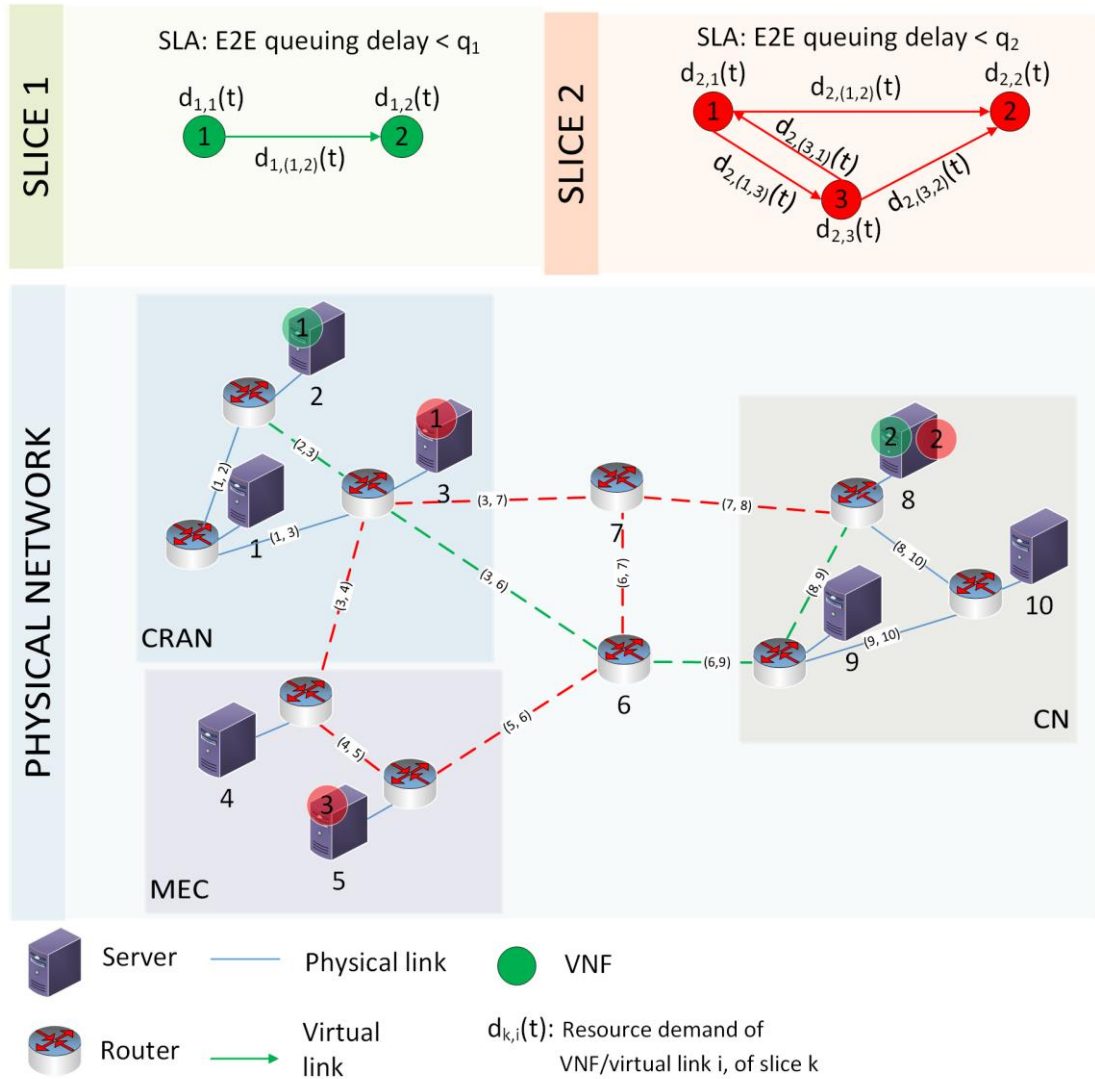 SLICE 1
SLA: E2E queuing delay < q1
d1,1(t)
d1,2(t)
1
2
d1,(1,2)(t)
SLICE 2
SLA: E2E queuing delay < q2
d2,1(t)
d2,2(t)
d2,(1,2)(t)
1
2
d2,(3,1)(t)
d2,(1,3)(t)
d2,(3,2)(t)
3
d2,3(t)
PHYSICAL NETWORK
1
2
(2,3)
1
3
(1, 2)
1
(1, 3)
CRAN
(3, 7)
7
(7, 8)
2
2
8
(3, 4)
(3, 6)
(6, 7)
(8, 9)
(8, 10)
10
9
(9, 10)
6
(6,9)
CN
4
(4, 5)
(5, 6)
3
5
MEC
Server
Physical link
VNF
Router
Virtual
link
dk,i(t): Resource demand of
VNF/virtual link i, of slice k